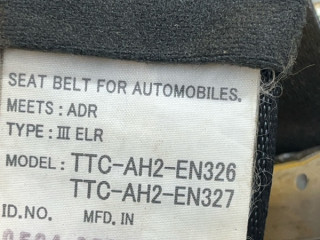 SEAT BELT FOR AUTOMOBILES.
MEETS : ADR
TYPE : III ELR
MODEL : TTC-AH2-EN326
TTC-AH2-EN327
ID.NO. MFD. IN